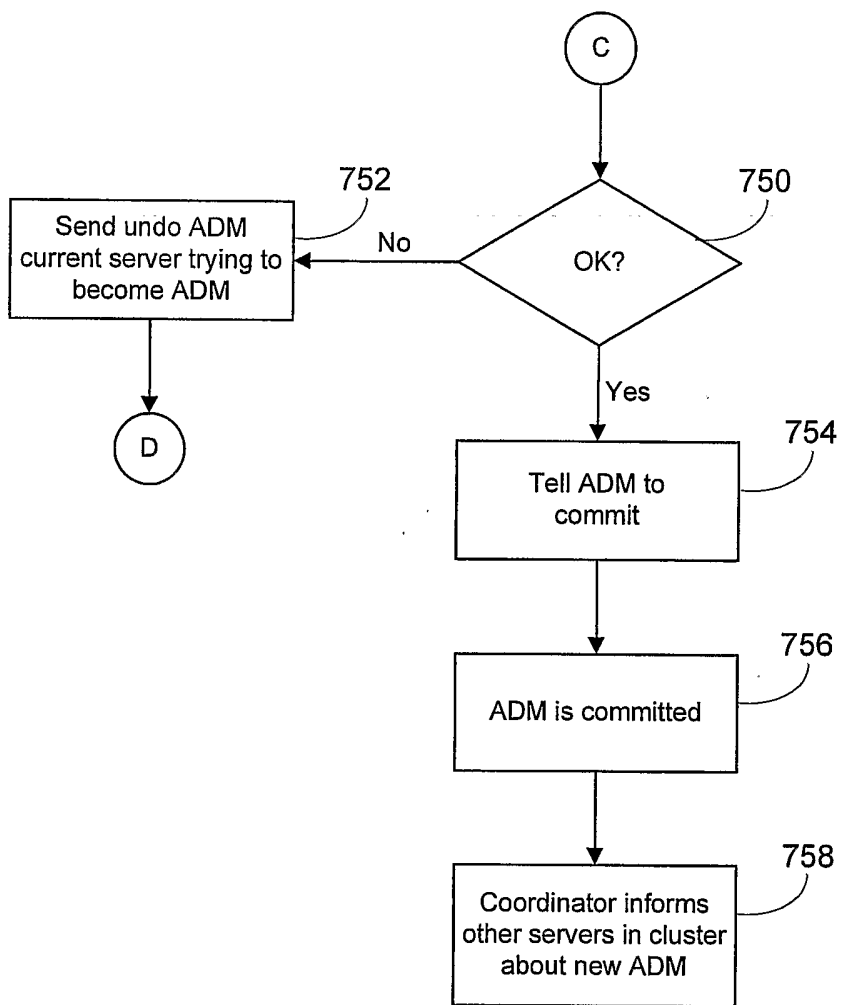 C
750
OK?
752
Send undo ADM
current server trying to
become ADM
No
D
Yes
754
Tell ADM to
commit
756
ADM is committed
758
Coordinator informs
other servers in cluster
about new ADM